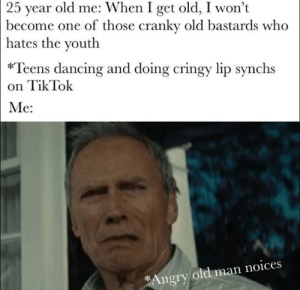 25 year old me: When I get old, I won't
become one of those cranky old bastards who
hates the youth
*Teens dancing and doing cringy lip synchs
on TikTok
Me:
*Angry old man noices